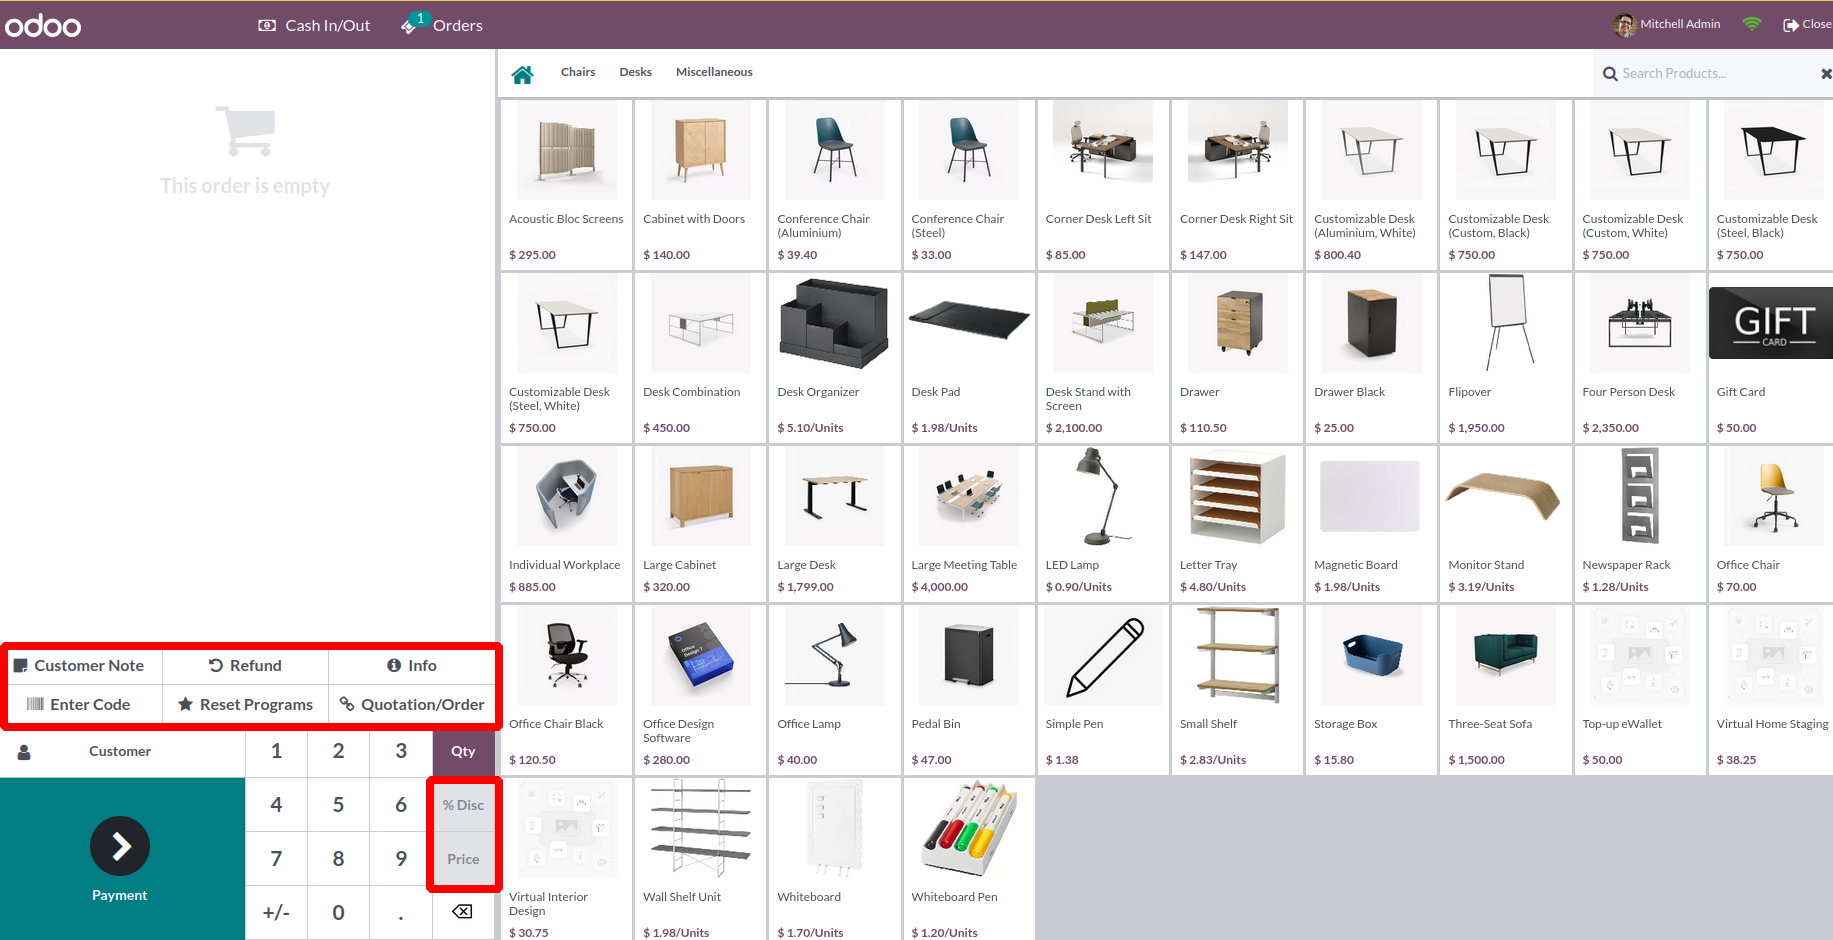 odoo
Cash In/Out
1
Orders
Mitchell Admin
Close
Chairs
Desks
Miscellaneous
Search Products...
This order is empty
Acoustic Bloc Screens
$ 295.00
Cabinet with Doors
$ 140.00
Conference Chair
(Aluminium)
$ 39.40
Conference Chair
(Steel)
$ 33.00
Corner Desk Left Sit
$ 85.00
Corner Desk Right Sit
$ 147.00
Customizable Desk
(Aluminium, White)
$ 800.40
Customizable Desk
(Custom, Black)
$ 750.00
Customizable Desk
(Custom, White)
$ 750.00
Customizable Desk
(Steel, Black)
$ 750.00
Customizable Desk
(Steel, White)
$ 750.00
Desk Combination
$ 450.00
Desk Organizer
$ 5.10/Units
Desk Pad
$ 1.98/Units
Desk Stand with
Screen
$ 2,100.00
Drawer
$ 110.50
Drawer Black
$ 25.00
Flipover
$ 1,950.00
Four Person Desk
$ 2,350.00
GIFT
CARD
Gift Card
$ 50.00
Individual Workplace
$ 885.00
Large Cabinet
$ 320.00
Large Desk
$ 1,799.00
Large Meeting Table
$ 4,000.00
LED Lamp
$ 0.90/Units
Letter Tray
$ 4.80/Units
Magnetic Board
$ 1.98/Units
Monitor Stand
$ 3.19/Units
Newspaper Rack
$ 1.28/Units
Office Chair
$ 70.00
Office Chair Black
$ 120.50
Office
Design
Office Design
Software
$ 280.00
Office Lamp
$ 40.00
Pedal Bin
$ 47.00
Simple Pen
$ 1.38
Small Shelf
$ 2.83/Units
Storage Box
$ 15.80
Three-Seat Sofa
$ 1,500.00
Top-up eWallet
$ 50.00
Virtual Home Staging
$ 38.25
Virtual Interior
Design
$ 30.75
Wall Shelf Unit
$ 1.98/Units
Whiteboard
$ 1.70/Units
Whiteboard Pen
$ 1.20/Units
Customer Note
Refund
Info
Enter Code
Reset Programs
Quotation/Order
Customer
1
2
3
Qty
4
5
6
% Disc
7
8
9
Price
Payment
+/-
0
.